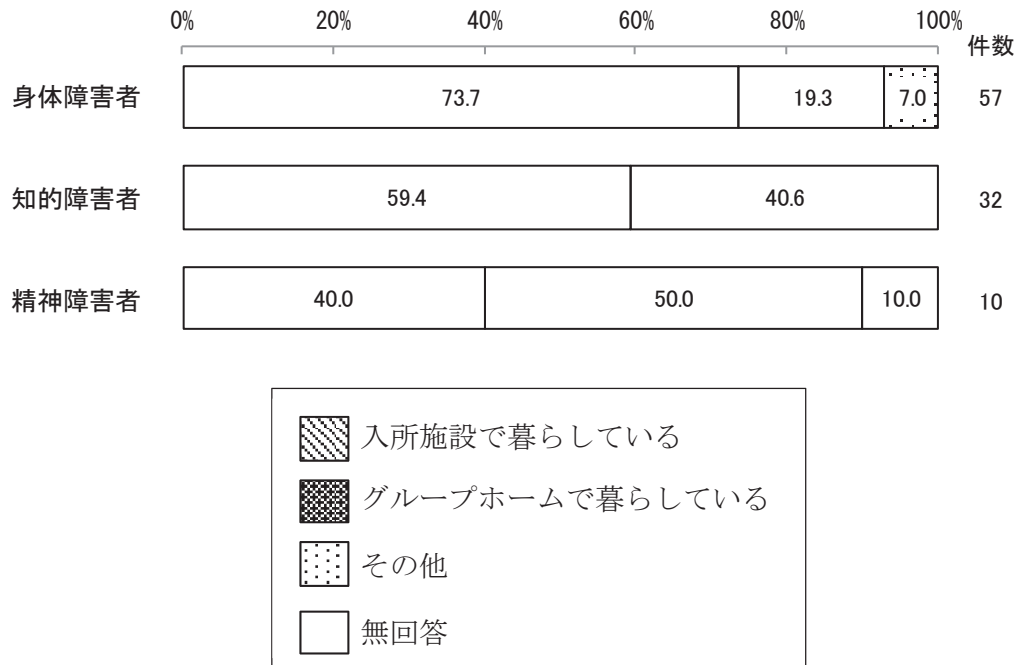 0% 20% 40% 60% 80% 100%
件数
身体障害者 73.7 19.3 7.0 57
知的障害者 59.4 40.6 32
精神障害者 40.0 50.0 10.0 10
入所施設で暮らしている
グループホームで暮らしている
その他
無回答